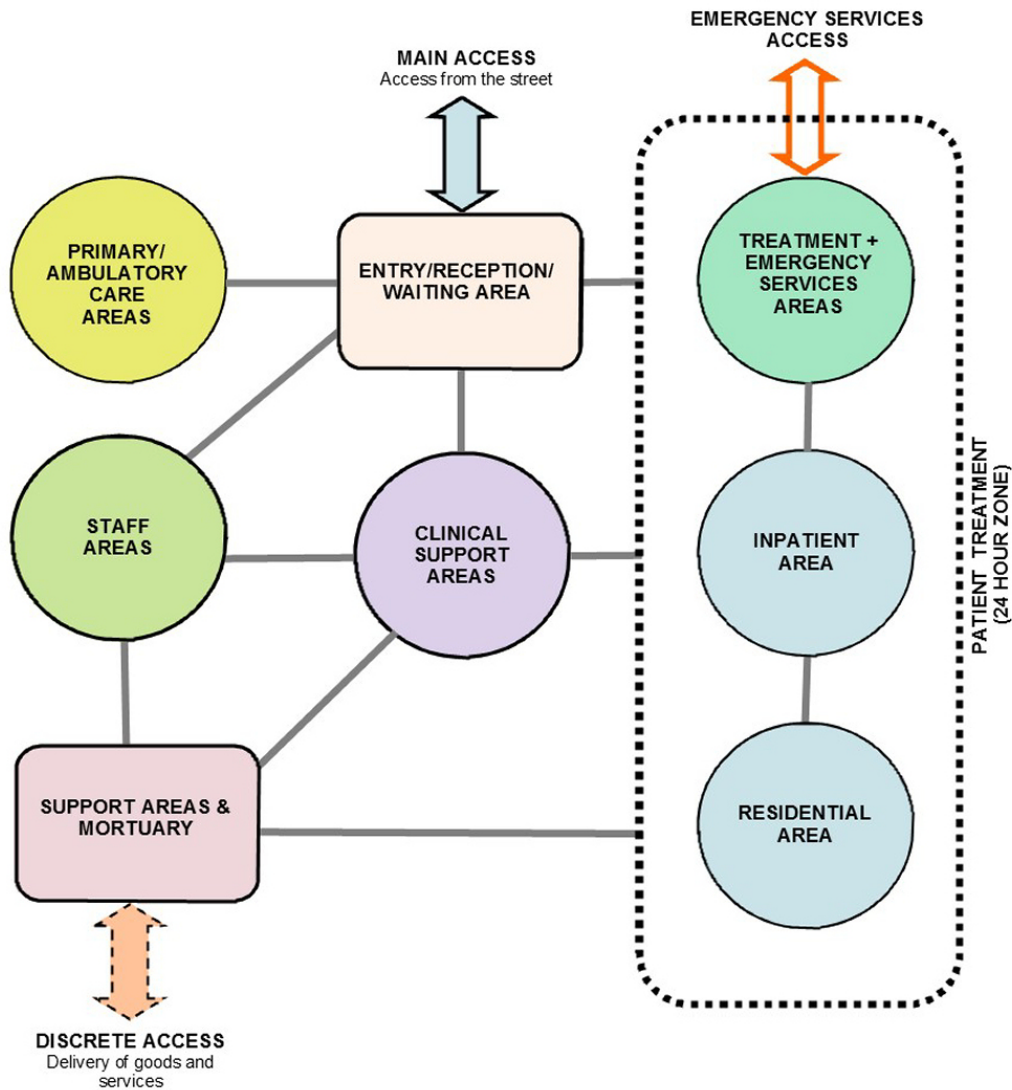 EMERGENCY SERVICES
ACCESS
MAIN ACCESS
Access from the street
PRIMARY/
AMBULATORY
CARE
AREAS
ENTRY/RECEPTION/
WAITING AREA
TREATMENT +
EMERGENCY
SERVICES
AREAS
STAFF
AREAS
CLINICAL
SUPPORT
AREAS
INPATIENT
AREA
PATIENT TREATMENT
(24 HOUR ZONE)
SUPPORT AREAS &
MORTUARY
RESIDENTIAL
AREA
DISCRETE ACCESS
Delivery of goods and
services